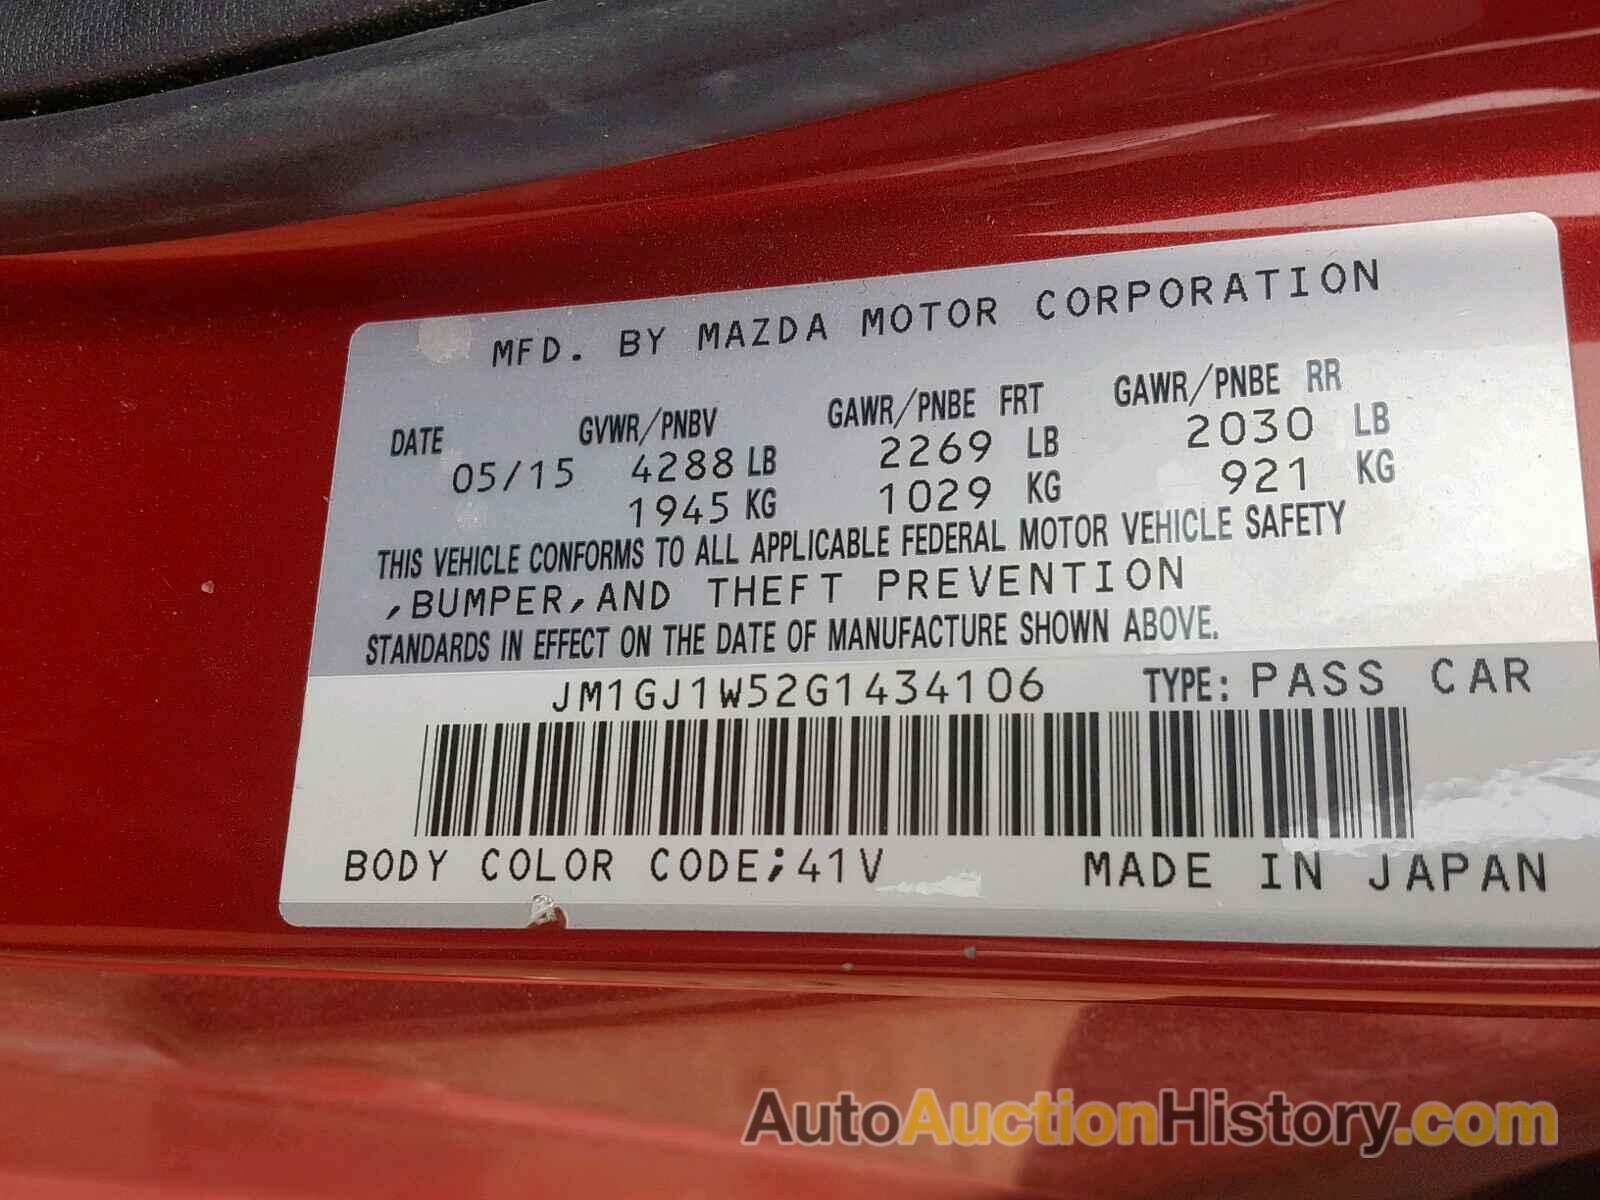 MFD. BY MAZDA MOTOR CORPORATION
DATE GVWR/PNBV GAWR/PNBE FRT GAWR/PNBE RR
05/15 4288 LB 2269 LB 2030 LB
1945 KG 1029 KG 921 KG
THIS VEHICLE CONFORMS TO ALL APPLICABLE FEDERAL MOTOR VEHICLE SAFETY
,BUMPER,AND THEFT PREVENTION
STANDARDS IN EFFECT ON THE DATE OF MANUFACTURE SHOWN ABOVE.
JM1GJ1W52G1434106 TYPE: PASS CAR
BODY COLOR CODE;41V MADE IN JAPAN
AutoAuctionHistory.com